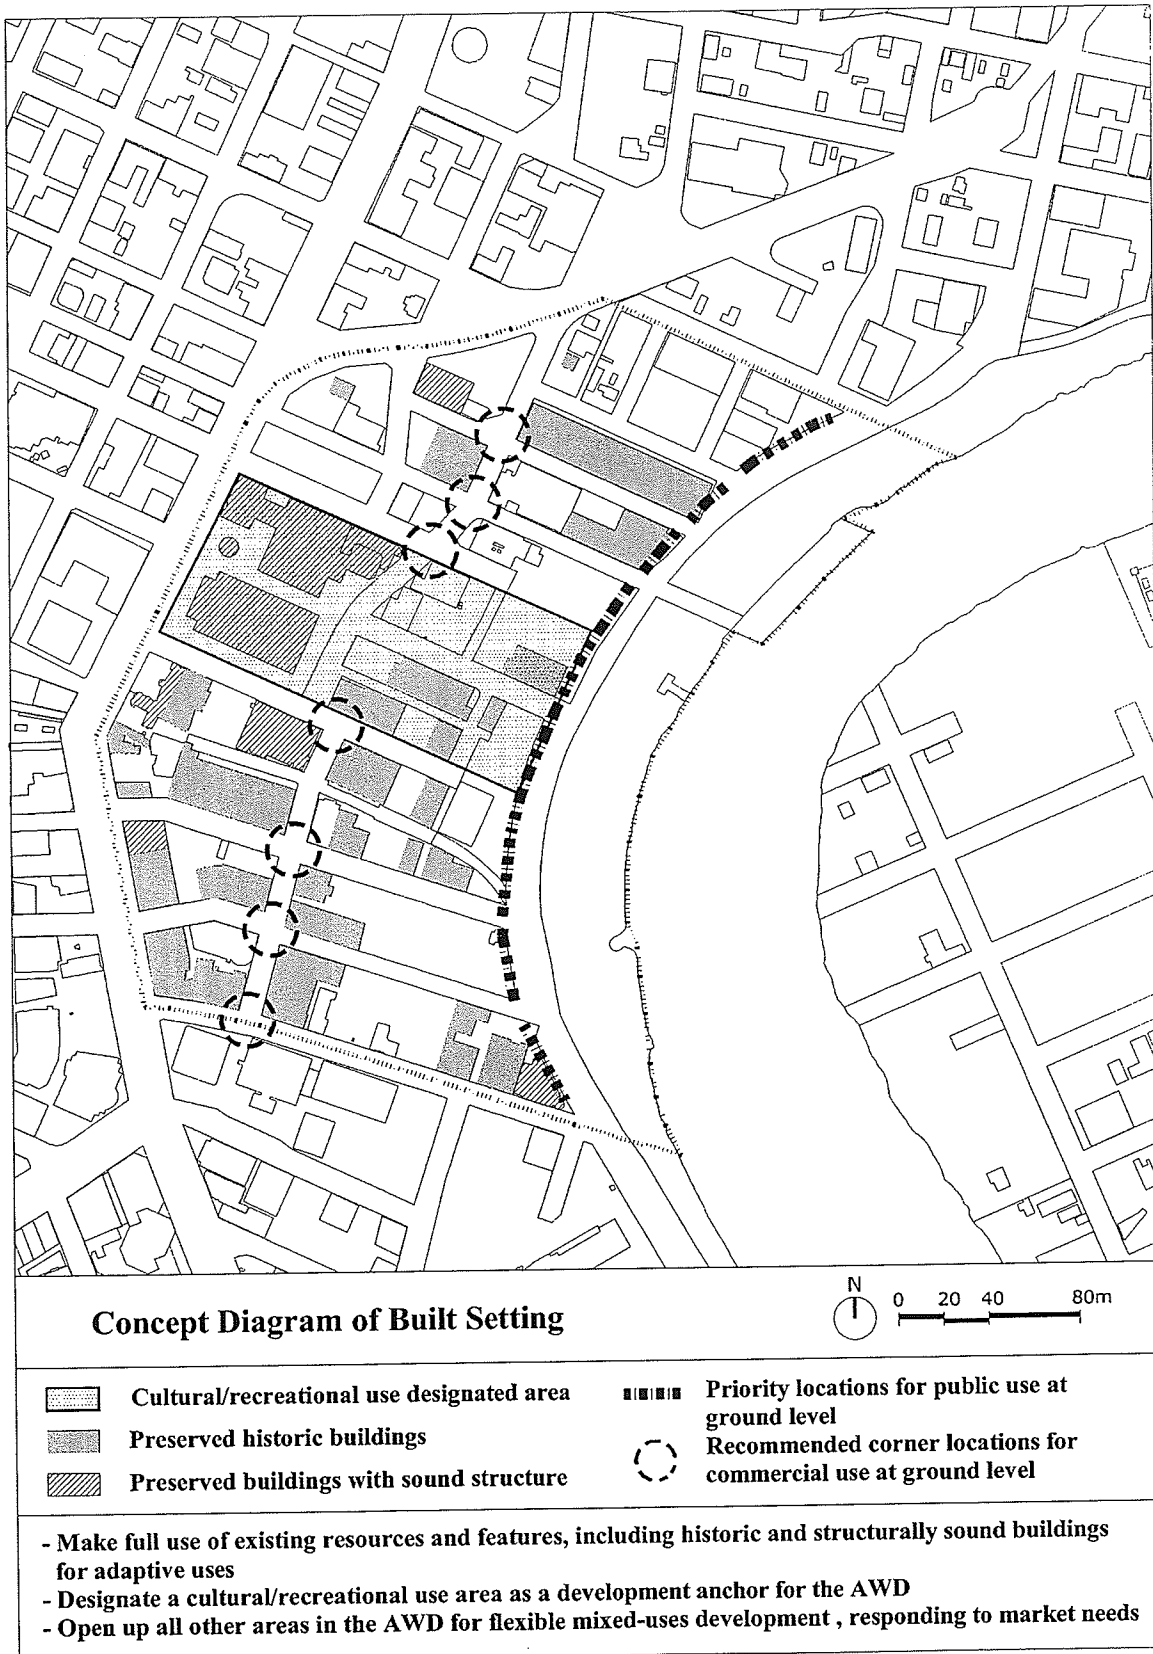 Concept Diagram of Built Setting
N
0 20 40 80m
Cultural/recreational use designated area
Preserved historic buildings
Preserved buildings with sound structure
Priority locations for public use at
ground level
Recommended corner locations for
commercial use at ground level
- Make full use of existing resources and features, including historic and structurally sound buildings
for adaptive uses
- Designate a cultural/recreational use area as a development anchor for the AWD
- Open up all other areas in the AWD for flexible mixed-uses development , responding to market needs